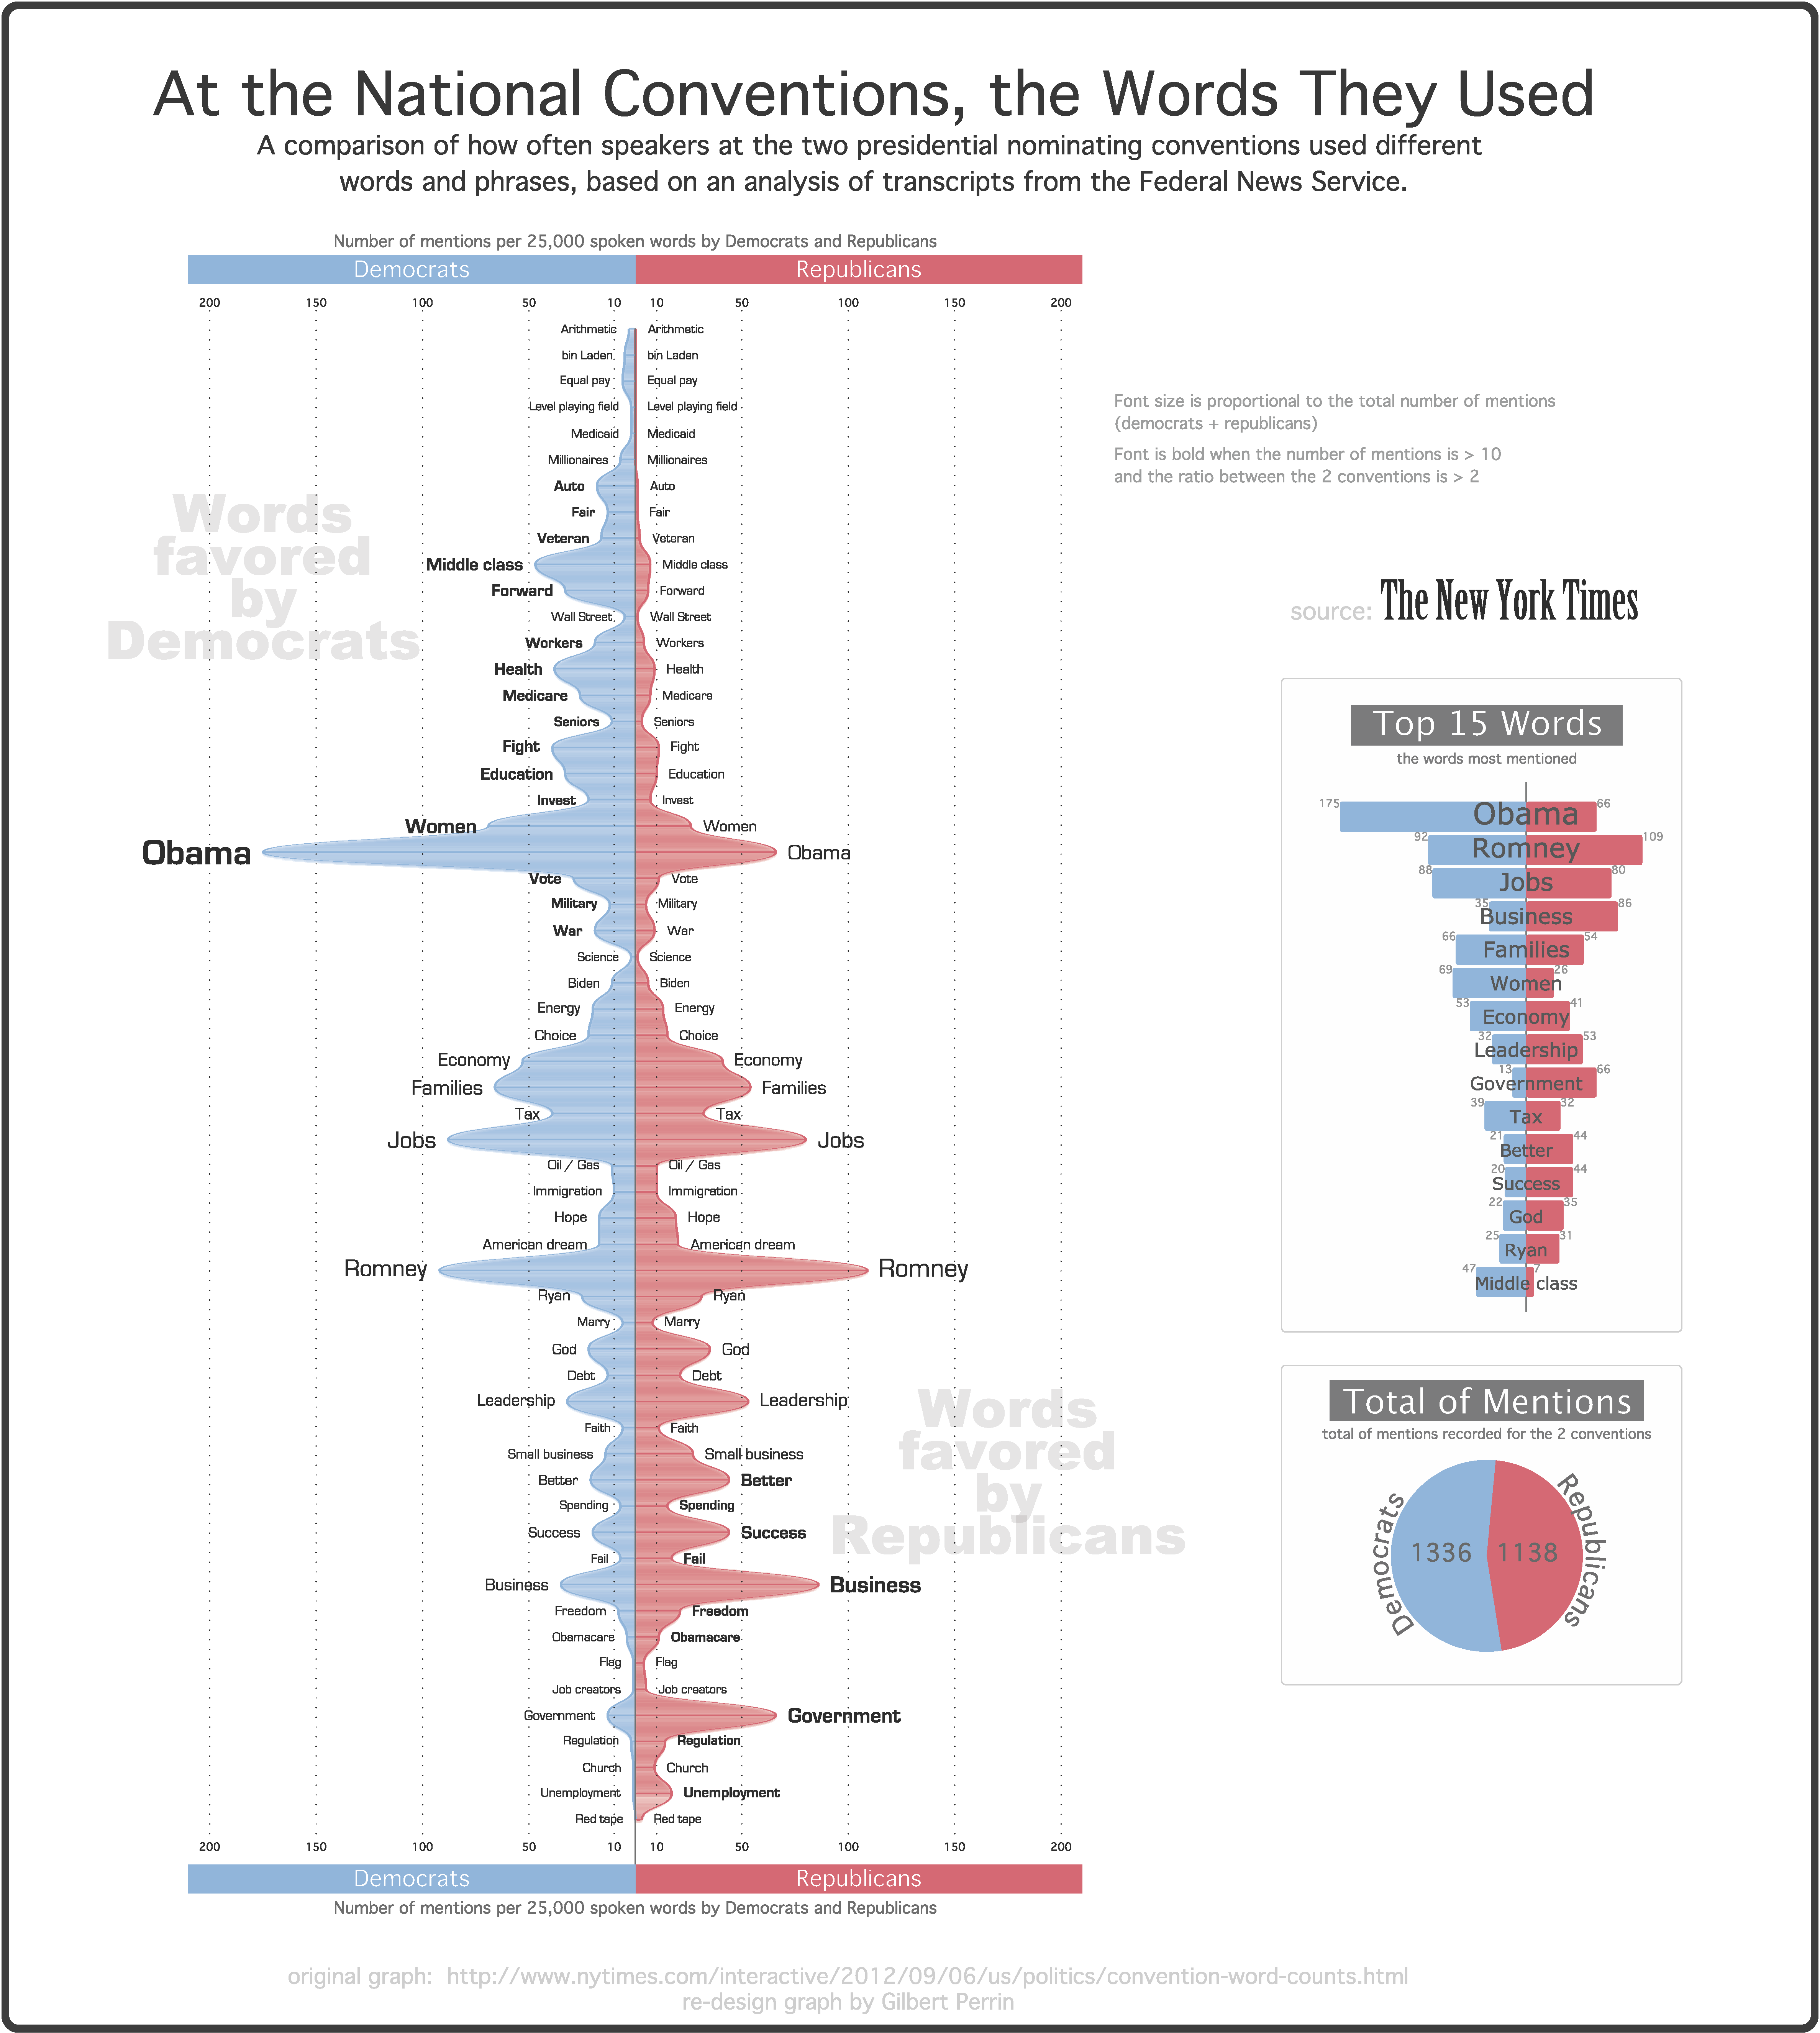 At the National Conventions, the Words They Used
A comparison of how often speakers at the two presidential nominating conventions used different
words and phrases, based on an analysis of transcripts from the Federal News Service.
Number of mentions per 25,000 spoken words by Democrats and Republicans
Democrats Republicans
200 150 100 50 10 10 50 100 150 200
Arithmetic Arithmetic
bin Laden bin Laden
Equal pay Equal pay
Level playing field Level playing field
Medicaid Medicaid
Millionaires Millionaires
Auto Auto
Fair Fair
Veteran Veteran
Middle class Middle class
Forward Forward
Wall Street Wall Street
Workers Workers
Health Health
Medicare Medicare
Seniors Seniors
Fight Fight
Education Education
Invest Invest
Women Women
Obama Obama
Vote Vote
Military Military
War War
Science Science
Biden Biden
Energy Energy
Choice Choice
Economy Economy
Families Families
Tax Tax
Jobs Jobs
Oil / Gas Oil / Gas
Immigration Immigration
Hope Hope
American dream American dream
Romney Romney
Ryan Ryan
Marry Marry
God God
Debt Debt
Leadership Leadership
Faith Faith
Small business Small business
Better Better
Spending Spending
Success Success
Fail Fail
Business Business
Freedom Freedom
Obamacare Obamacare
Flag Flag
Job creators Job creators
Government Government
Regulation Regulation
Church Church
Unemployment Unemployment
Red tape Red tape
200 150 100 50 10 10 50 100 150 200
Democrats Republicans
Number of mentions per 25,000 spoken words by Democrats and Republicans
Words
favored
by
Democrats
Words
favored
by
Republicans
Font size is proportional to the total number of mentions
(democrats + republicans)
Font is bold when the number of mentions is > 10
and the ratio between the 2 conventions is > 2
source: The New York Times
Top 15 Words
the words most mentioned
175 Obama 66
92 Romney 109
88 Jobs 80
35 Business 86
66 Families 54
69 Women 26
53 Economy 41
32 Leadership 53
13 Government 66
39 Tax 32
21 Better 44
20 Success 44
22 God 35
25 Ryan 31
47 Middle class 7
Total of Mentions
total of mentions recorded for the 2 conventions
Democrats 1336 1138 Republicans
original graph: http://www.nytimes.com/interactive/2012/09/06/us/politics/convention-word-counts.html
re-design graph by Gilbert Perrin